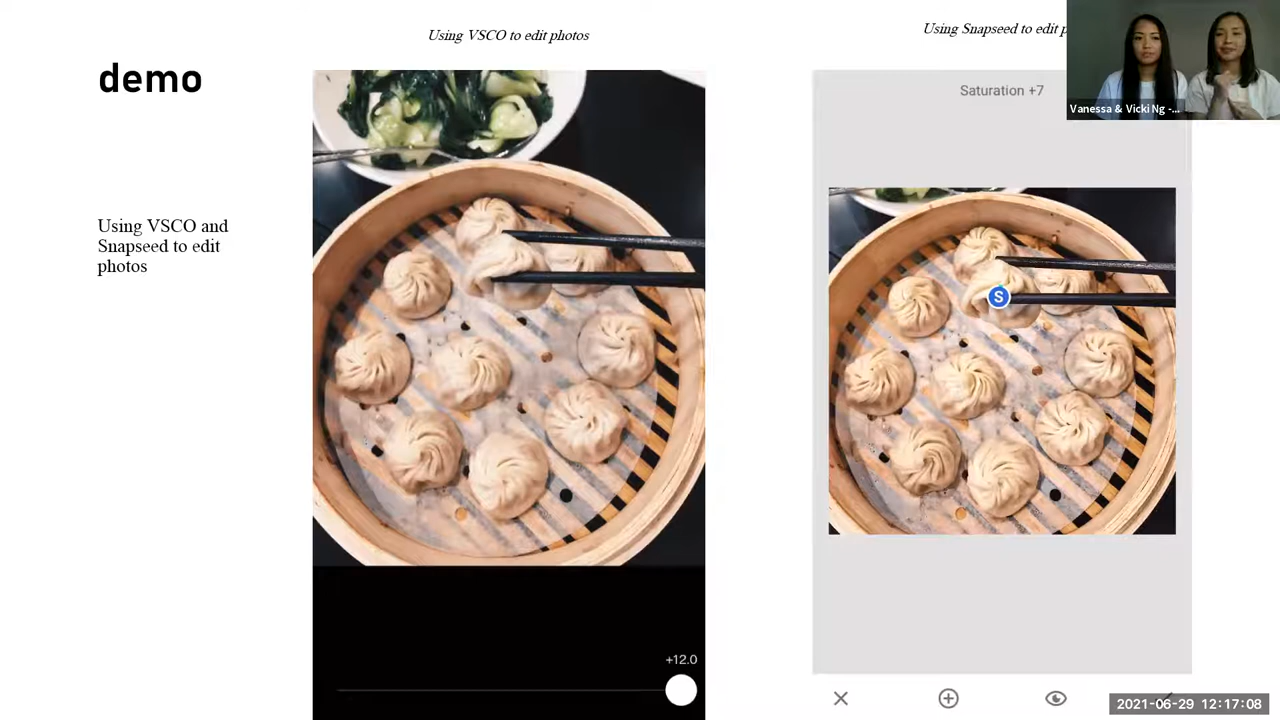 Using VSCO to edit photos
Using Snapseed to edit
demo
Saturation +7
Vanessa & Vicki Ng -...
Using VSCO and
Snapseed to edit
photos
S
+12.0
2021-06-29 12:17:08